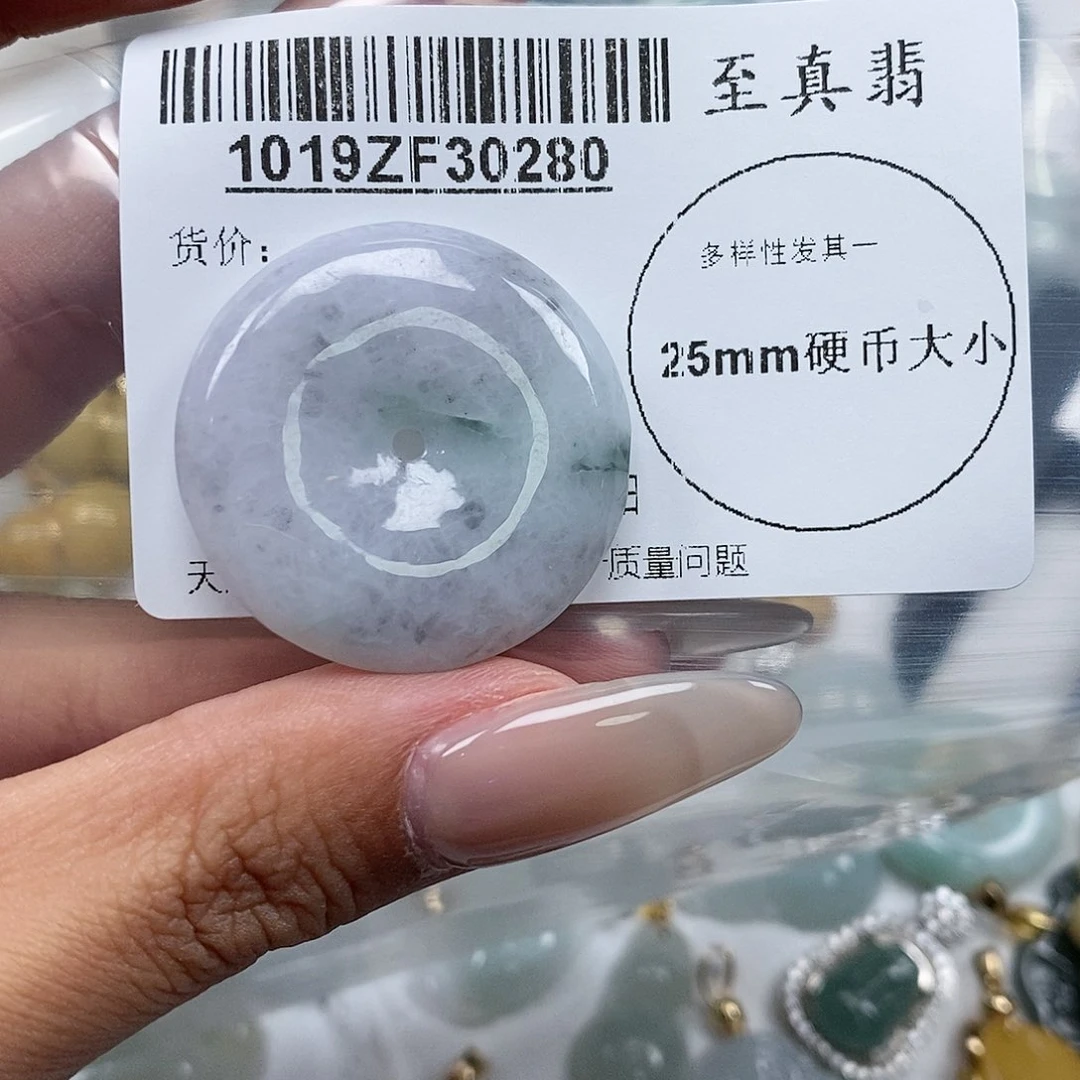 至真翡
1019ZF30280
货价:
多样性发其一
25mm硬币大小
天
质量问题